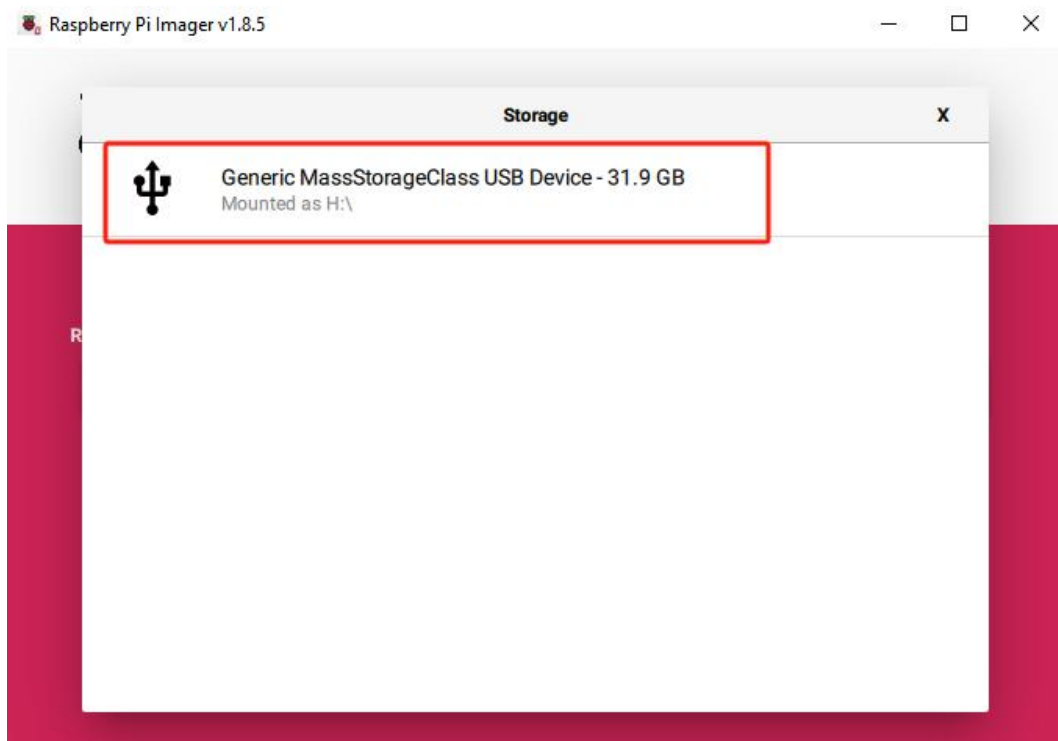 Raspberry Pi Imager v1.8.5
Storage
X
Generic MassStorageClass USB Device - 31.9 GB
Mounted as H:\
R